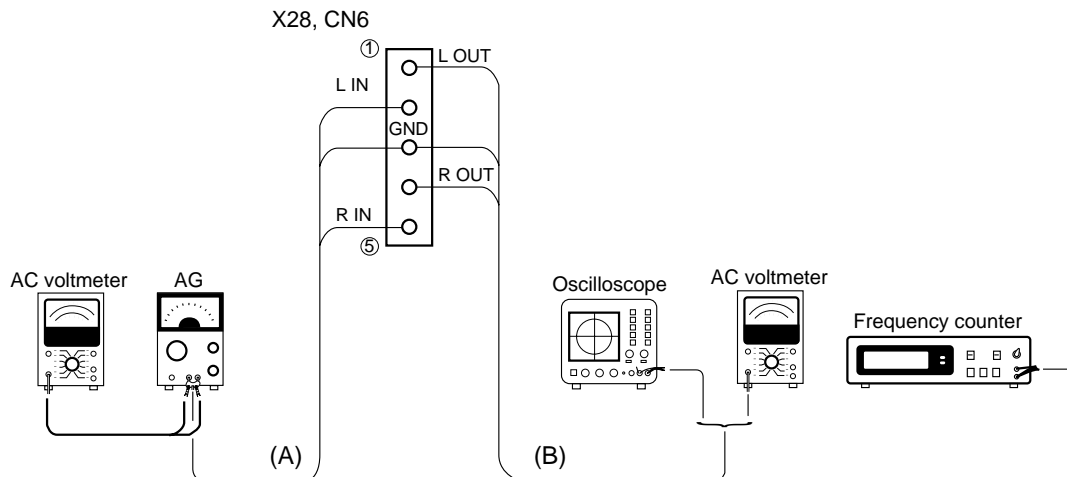 X28, CN6
①
L OUT
L IN
GND
R OUT
R IN
⑤
AC voltmeter
AG
Oscilloscope
AC voltmeter
Frequency counter
(A)
(B)